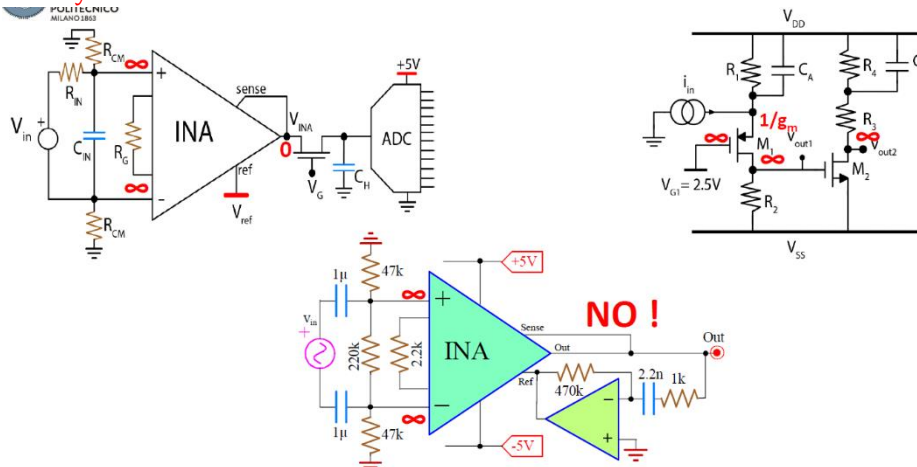 POLITECNICO
MILANO 1863
R_CM
∞
+
sense
+5V
V_INA
R_IN
V_in
+
C_IN
R_G
INA
0
ADC
ref
V_G
C_H
∞
-
V_ref
R_CM
V_DD
R_1
C_A
R_4
C
i_in
1/g_m
R_3
∞
M_1
∞
V_out1
∞
V_out2
V_G1 = 2.5V
R_2
M_2
V_SS
47k
+5V
1µ
∞
+
NO !
v_in
+
220k
2.2k
INA
Sense
Out
Out
Ref
470k
2.2n
1k
−
+
1µ
∞
−
47k
-5V